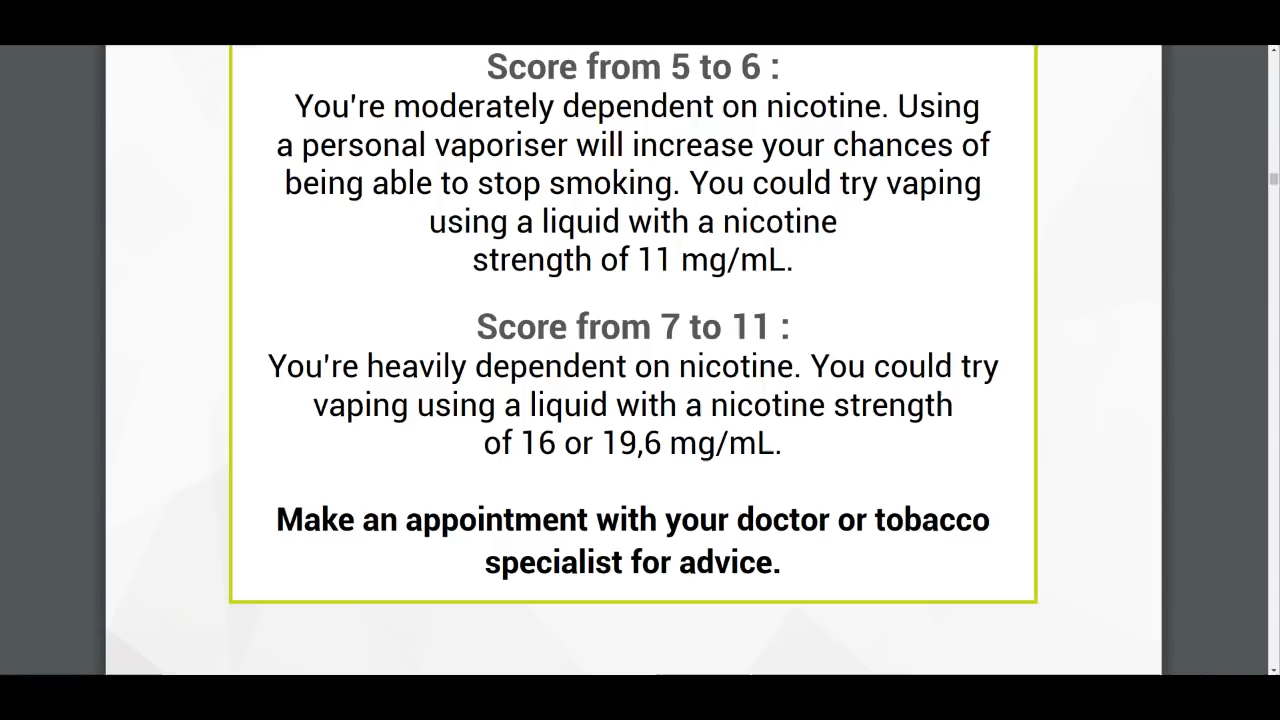 Score from 5 to 6 :
You're moderately dependent on nicotine. Using
a personal vaporiser will increase your chances of
being able to stop smoking. You could try vaping
using a liquid with a nicotine
strength of 11 mg/mL.
Score from 7 to 11 :
You're heavily dependent on nicotine. You could try
vaping using a liquid with a nicotine strength
of 16 or 19,6 mg/mL.
Make an appointment with your doctor or tobacco
specialist for advice.